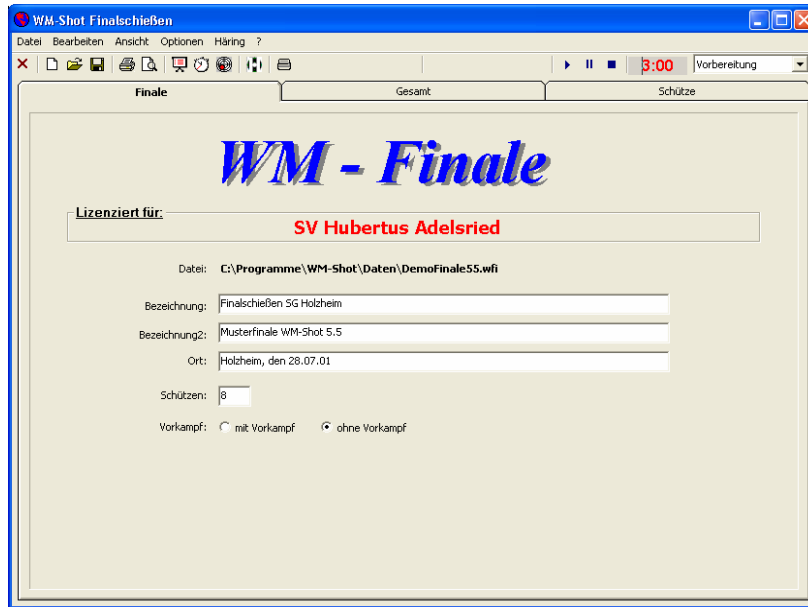 WM-Shot Finalschießen
Datei Bearbeiten Ansicht Optionen Häring ?
3:00 Vorbereitung
Finale Gesamt Schütze
WM - Finale
Lizenziert für:
SV Hubertus Adelsried
Datei: C:\Programme\WM-Shot\Daten\DemoFinale55.wfi
Bezeichnung: Finalschießen SG Holzheim
Bezeichnung2: Musterfinale WM-Shot 5.5
Ort: Holzheim, den 28.07.01
Schützen: 8
Vorkampf: mit Vorkampf ohne Vorkampf